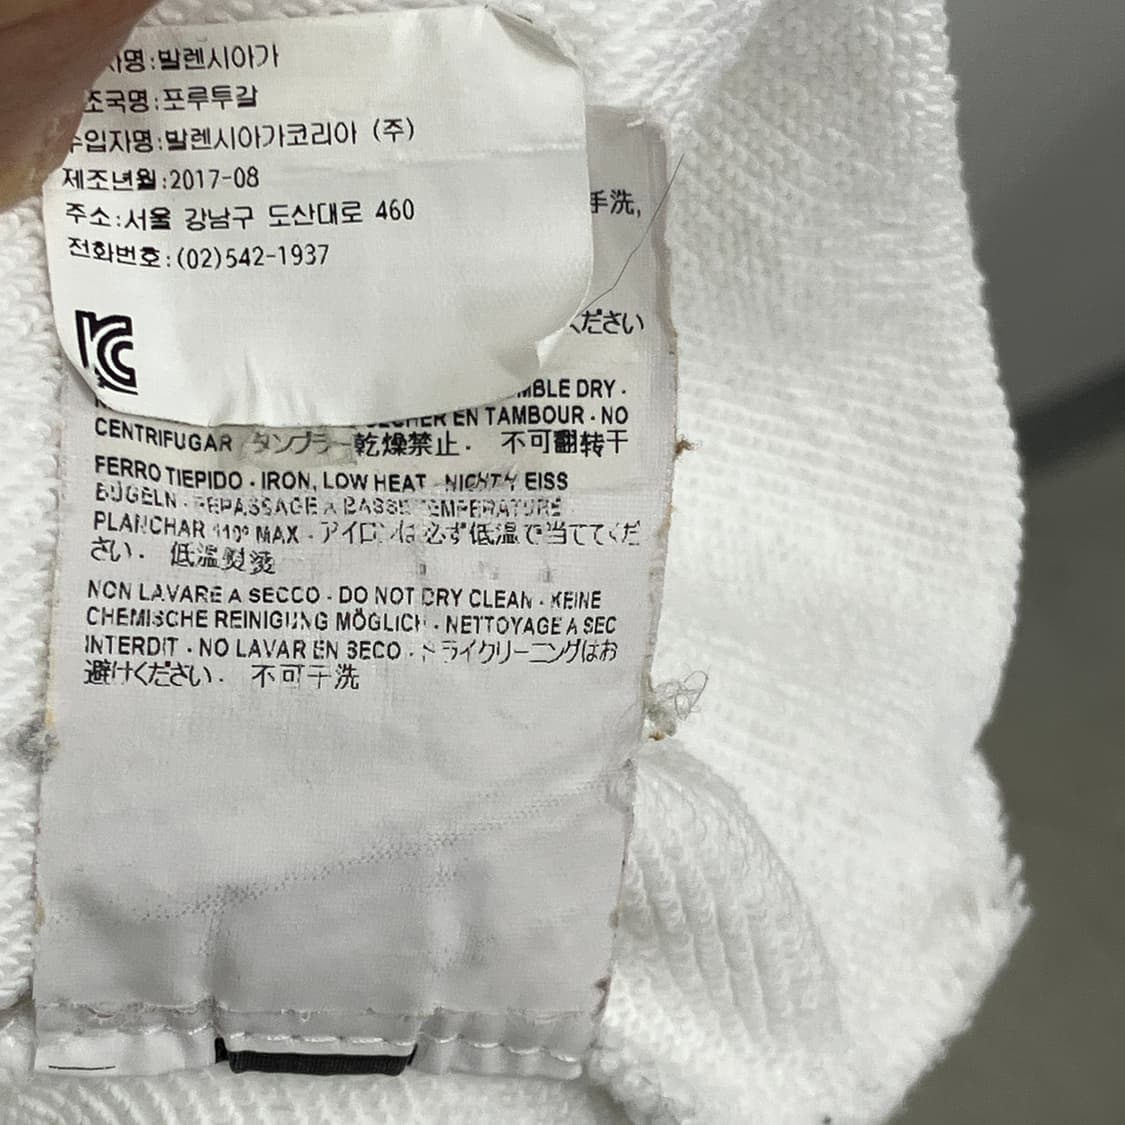 자명:발렌시아가
조국명:포루투갈
수입자명:발렌시아가코리아 (주)
제조년월:2017-08
주소:서울 강남구 도산대로 460
전화번호:(02)542-1937
手洗,
ください
MBLE DRY ·
SECHER EN TAMBOUR · NO
CENTRIFUGAR タンブラー乾燥禁止. 不可翻转干
FERRO TIEPIDO · IRON, LOW HEAT · NICHT EISS
BÜGELN · REPASSAGE A BASSE TEMPERATURE
PLANCHAR 110° MAX · アイロンは必ず低温で当ててくだ
さい. 低温熨烫
NON LAVARE A SECCO · DO NOT DRY CLEAN · KEINE
CHEMISCHE REINIGUNG MÖGLICH · NETTOYAGE A SEC
INTERDIT · NO LAVAR EN SECO · ドライクリーニングはお
避けください. 不可干洗